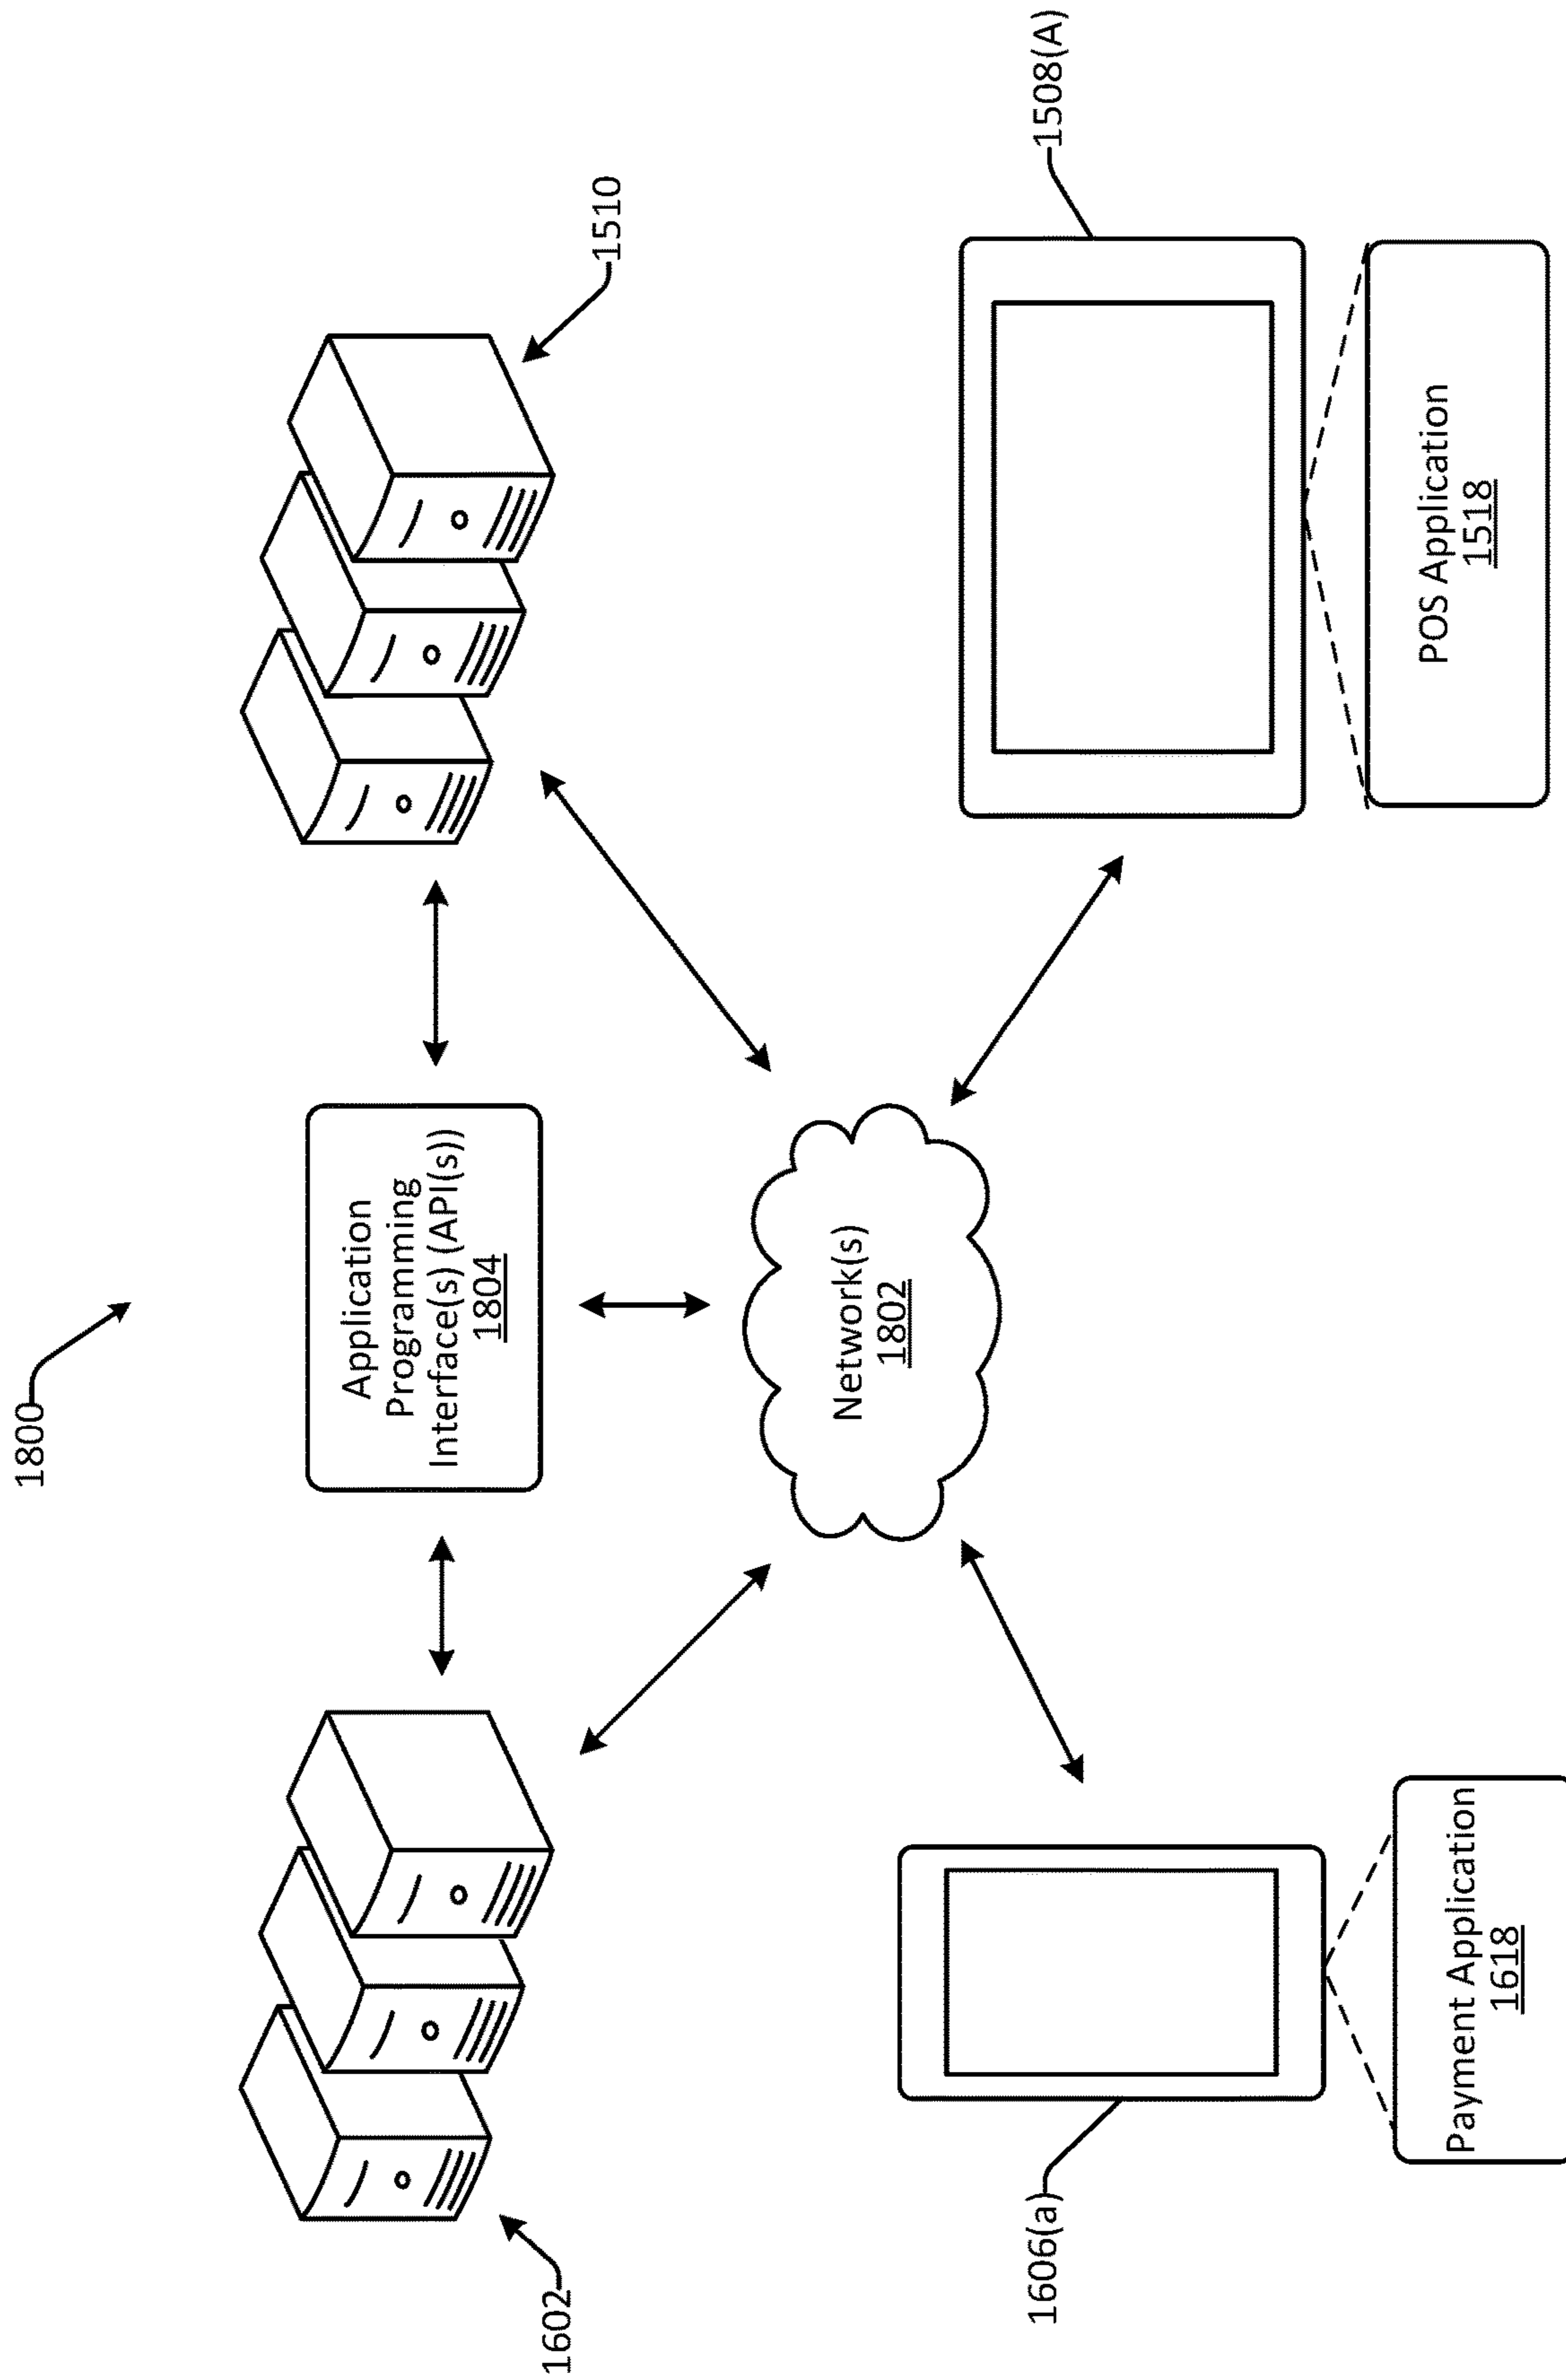 1800
1602
Application
Programming
Interface(s) (API(s))
1804
1510
Network(s)
1802
1606(a)
Payment Application
1618
1508(A)
POS Application
1518